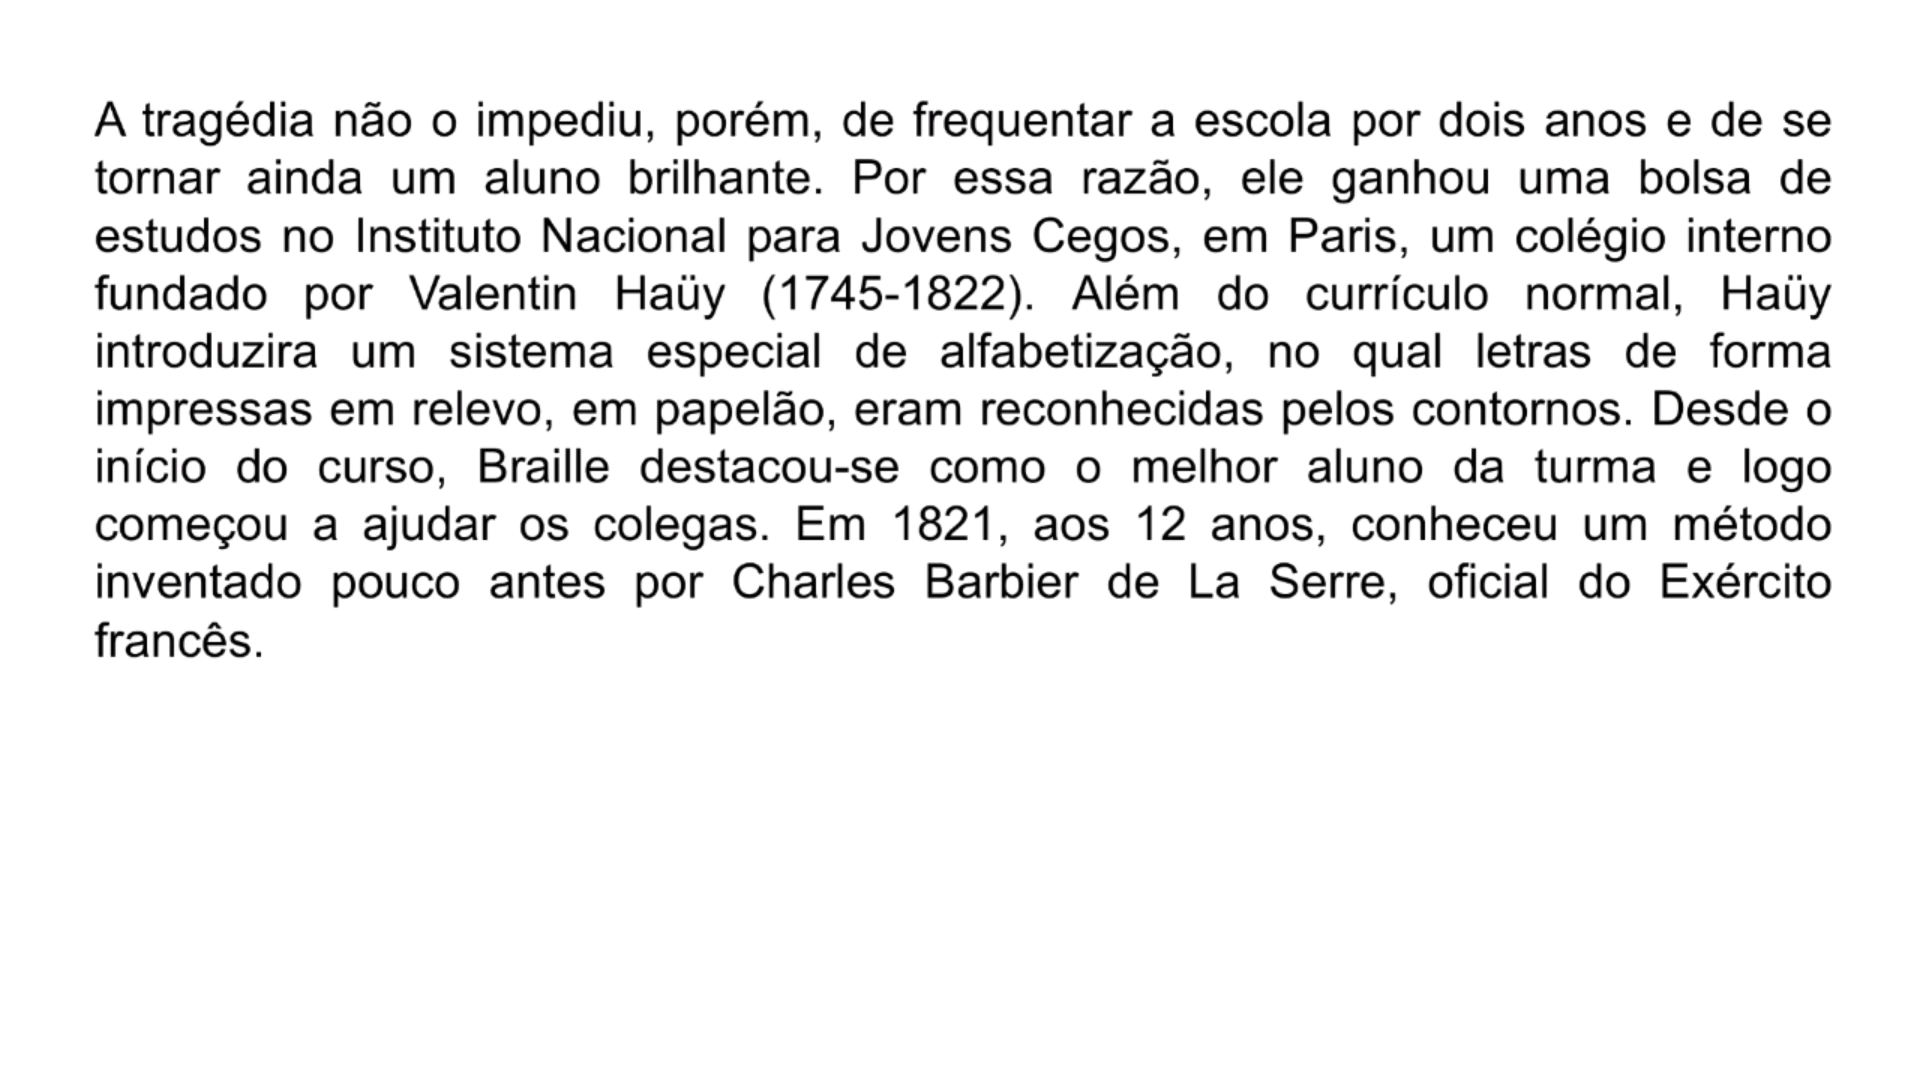 A tragédia não o impediu, porém, de frequentar a escola por dois anos e de se
tornar ainda um aluno brilhante. Por essa razão, ele ganhou uma bolsa de
estudos no Instituto Nacional para Jovens Cegos, em Paris, um colégio interno
fundado por Valentin Haüy (1745-1822). Além do currículo normal, Haüy
introduzira um sistema especial de alfabetização, no qual letras de forma
impressas em relevo, em papelão, eram reconhecidas pelos contornos. Desde o
início do curso, Braille destacou-se como o melhor aluno da turma e logo
começou a ajudar os colegas. Em 1821, aos 12 anos, conheceu um método
inventado pouco antes por Charles Barbier de La Serre, oficial do Exército
francês.